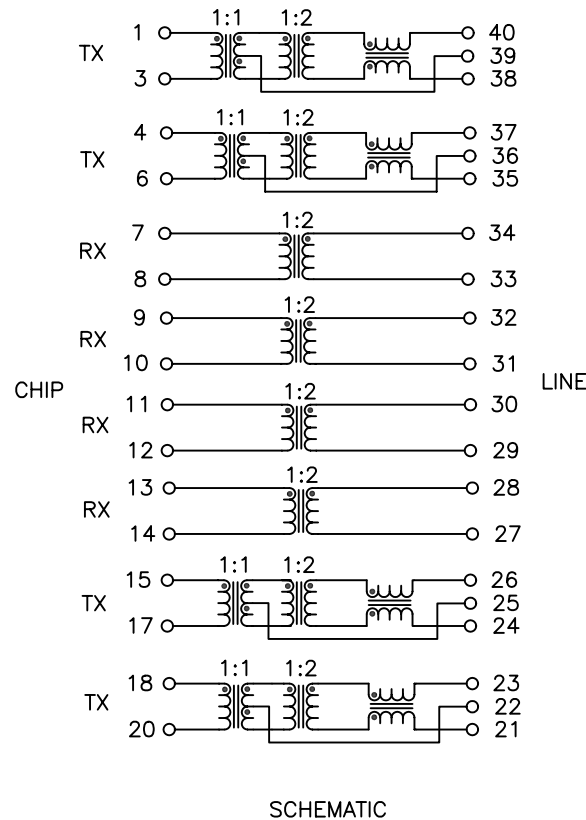 1:1 1:2
1 40
TX 39
3 38
1:1 1:2
4 37
TX 36
6 35
1:2
7 34
RX
8 33
1:2
9 32
RX
10 31
CHIP LINE
1:2
11 30
RX
12 29
1:2
13 28
RX
14 27
1:1 1:2
15 26
TX 25
17 24
1:1 1:2
18 23
TX 22
20 21
SCHEMATIC